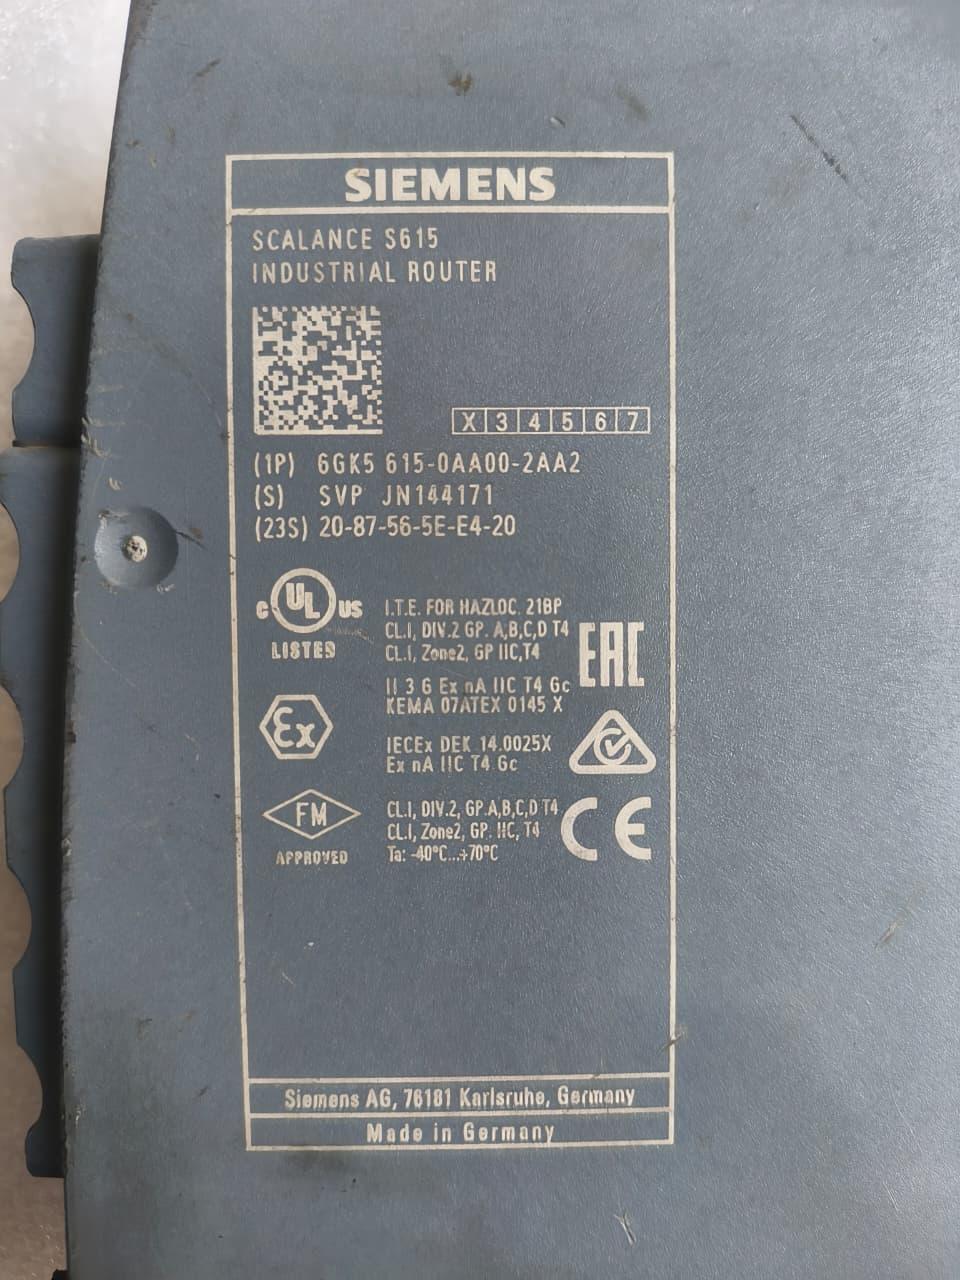 SIEMENS
SCALANCE S615
INDUSTRIAL ROUTER
X 3 4 5 6 7
(1P) 6GK5 615-0AA00-2AA2
(S) SVP JN144171
(23S) 20-87-56-5E-E4-20
c UL US LISTED
I.T.E. FOR HAZLOC. 21BP
CL.I, DIV.2 GP. A,B,C,D T4
CL.I, Zone2, GP IIC,T4
EAC
Ex
II 3 G Ex nA IIC T4 Gc
KEMA 07ATEX 0145 X
IECEx DEK 14.0025X
Ex nA IIC T4 Gc
FM APPROVED
CL.I, DIV.2, GP.A,B,C,D T4
CL.I, Zone2, GP. IIC, T4
Ta: -40°C...+70°C
CE
Siemens AG, 76181 Karlsruhe, Germany
Made in Germany